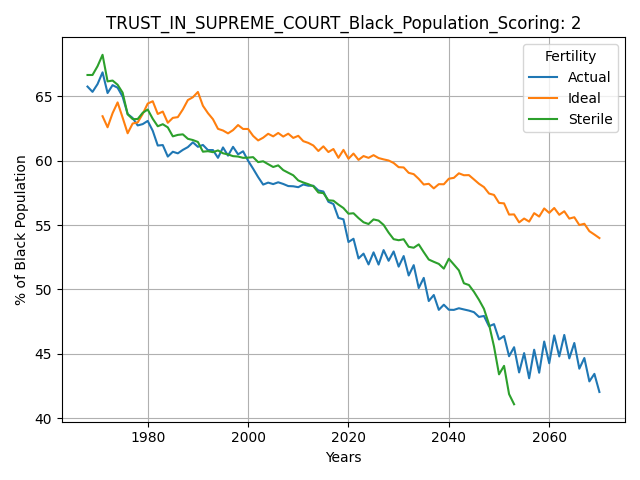 TRUST_IN_SUPREME_COURT_Black_Population_Scoring: 2
Fertility
Actual
Ideal
Sterile
% of Black Population
65
60
55
50
45
40
1980
2000
2020
2040
2060
Years